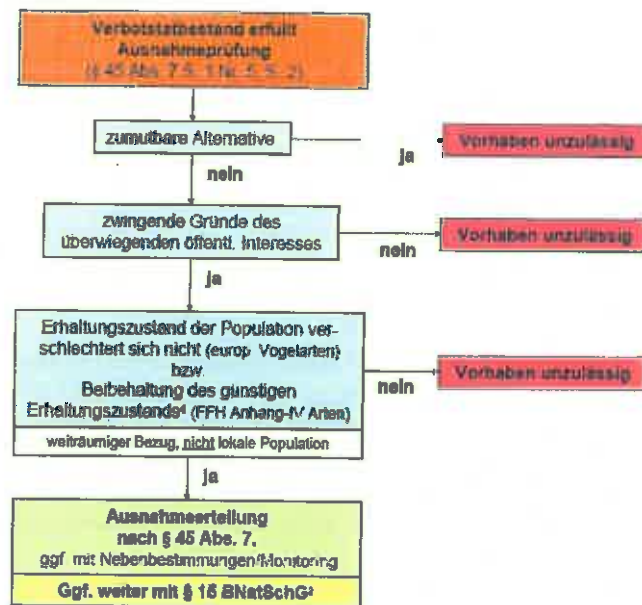 Verbotstatbestand erfüllt
Ausnahmeprüfung
(§ 45 Abs. 7 S. 1 Nr. 5, S. 2)
zumutbare Alternative
ja
Vorhaben unzulässig
nein
zwingende Gründe des
überwiegenden öffentl. Interesses
nein
Vorhaben unzulässig
ja
Erhaltungszustand der Population ver-
schlechtert sich nicht (europ. Vogelarten)
bzw.
Beibehaltung des günstigen
Erhaltungszustands⁴ (FFH Anhang-IV Arten)
nein
Vorhaben unzulässig
weiträumiger Bezug, nicht lokale Population
ja
Ausnahmeerteilung
nach § 45 Abs. 7,
ggf. mit Nebenbestimmungen/Monitoring
Ggf. weiter mit § 15 BNatSchG²